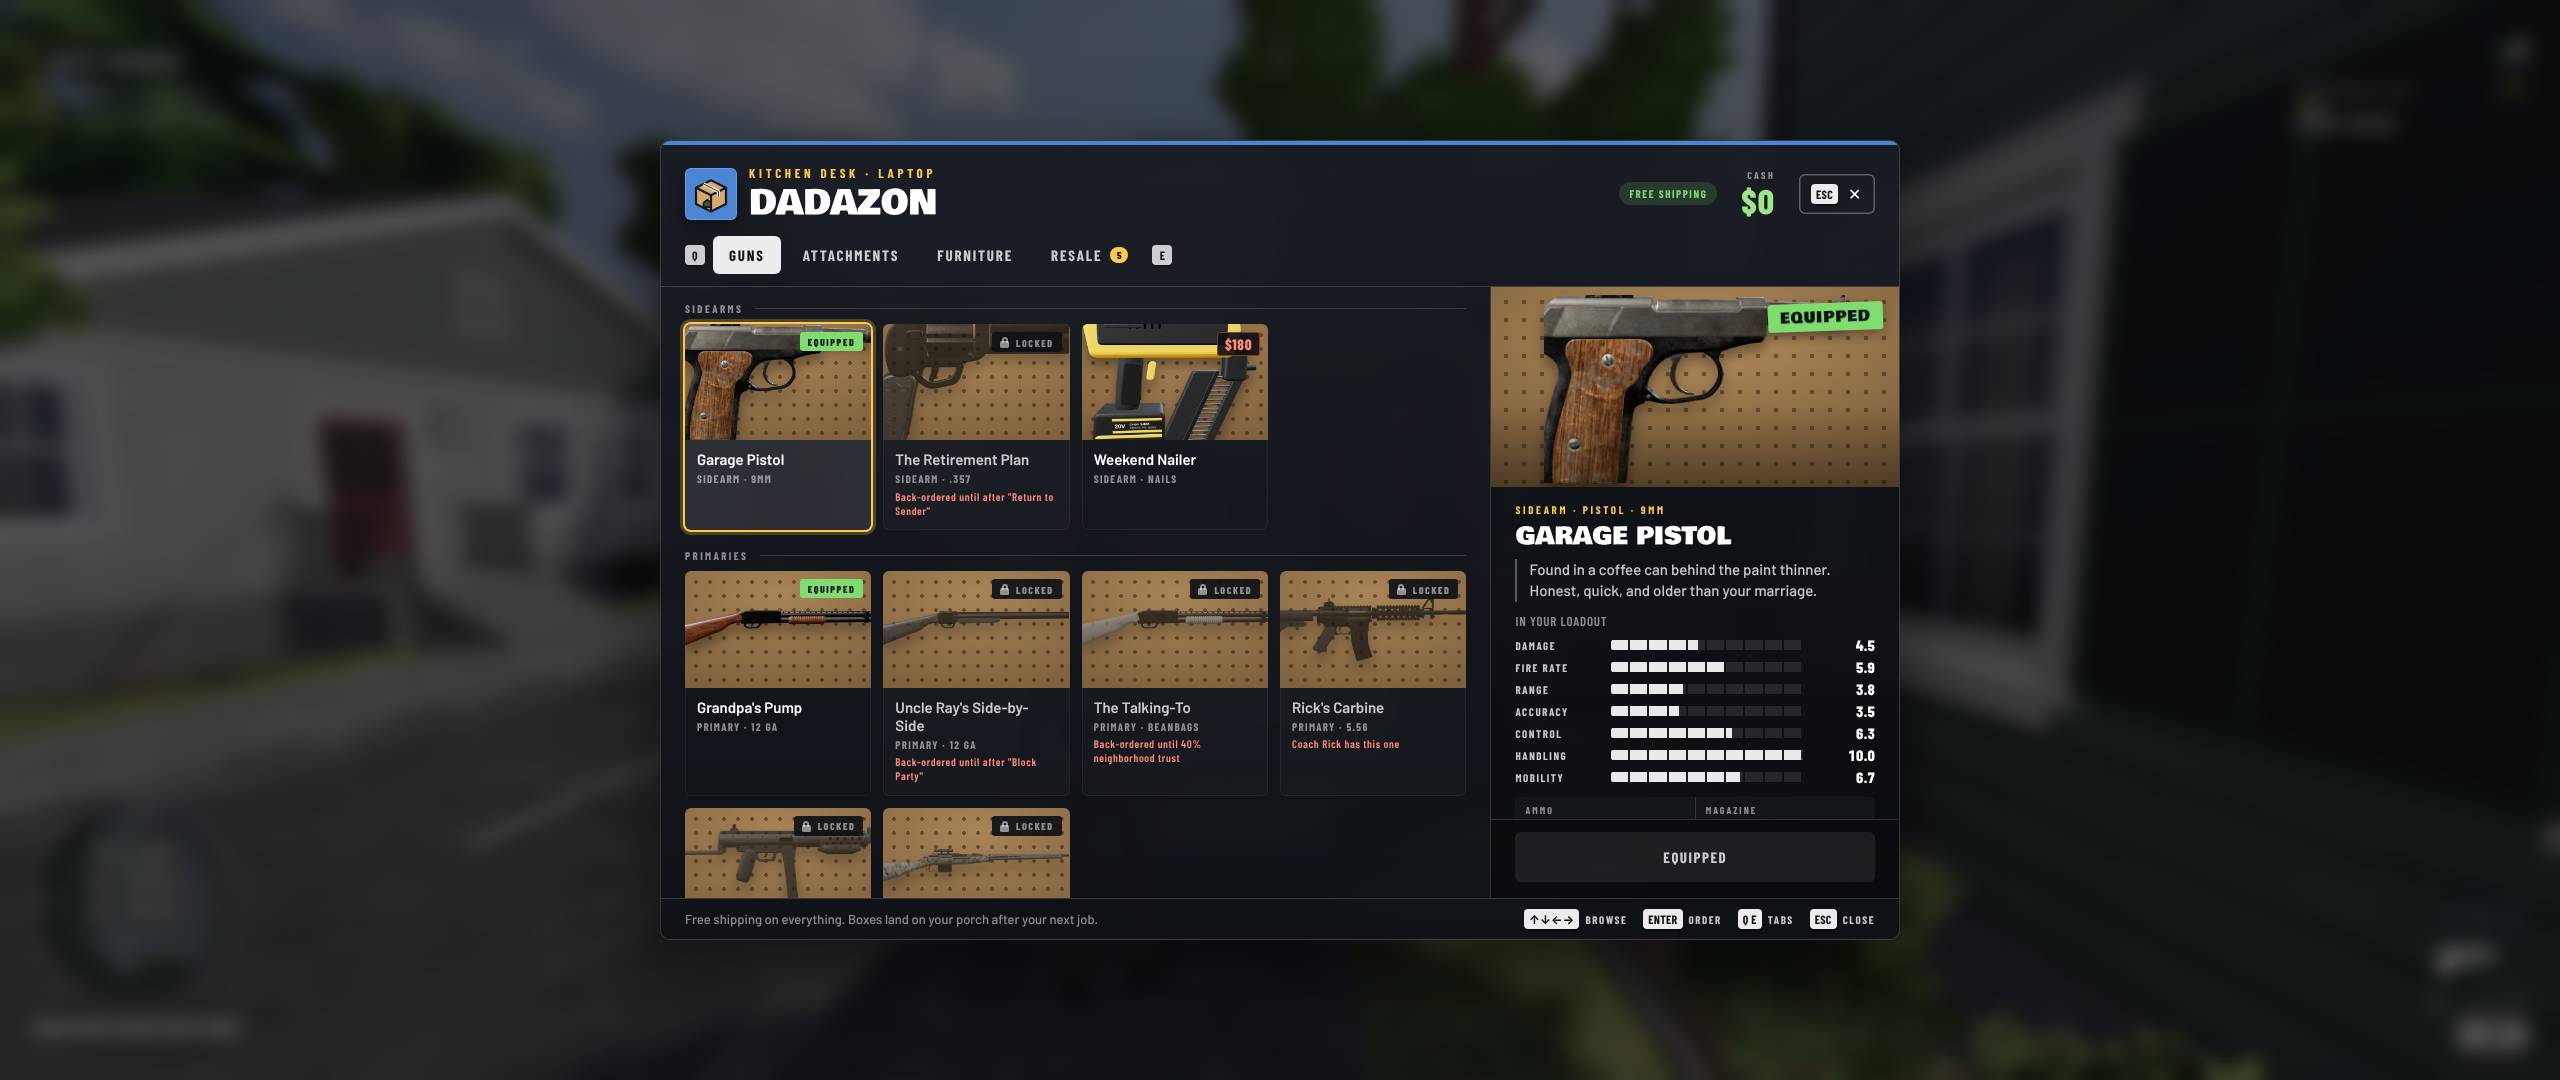 KITCHEN DESK · LAPTOP
DADAZON
FREE SHIPPING
CASH
$0
ESC ✕
Q
GUNS
ATTACHMENTS
FURNITURE
RESALE 5
E
SIDEARMS
EQUIPPED
Garage Pistol
SIDEARM · 9MM
LOCKED
The Retirement Plan
SIDEARM · .357
Back-ordered until after "Return to
Sender"
$180
20V
Weekend Nailer
SIDEARM · NAILS
PRIMARIES
EQUIPPED
Grandpa's Pump
PRIMARY · 12 GA
LOCKED
Uncle Ray's Side-by-
Side
PRIMARY · 12 GA
Back-ordered until after "Block
Party"
LOCKED
The Talking-To
PRIMARY · BEANBAGS
Back-ordered until 40%
neighborhood trust
LOCKED
Rick's Carbine
PRIMARY · 5.56
Coach Rick has this one
LOCKED
LOCKED
EQUIPPED
SIDEARM · PISTOL · 9MM
GARAGE PISTOL
Found in a coffee can behind the paint thinner.
Honest, quick, and older than your marriage.
IN YOUR LOADOUT
DAMAGE 4.5
FIRE RATE 5.9
RANGE 3.8
ACCURACY 3.5
CONTROL 6.3
HANDLING 10.0
MOBILITY 6.7
AMMO
MAGAZINE
EQUIPPED
Free shipping on everything. Boxes land on your porch after your next job.
↑↓←→ BROWSE
ENTER ORDER
Q E TABS
ESC CLOSE